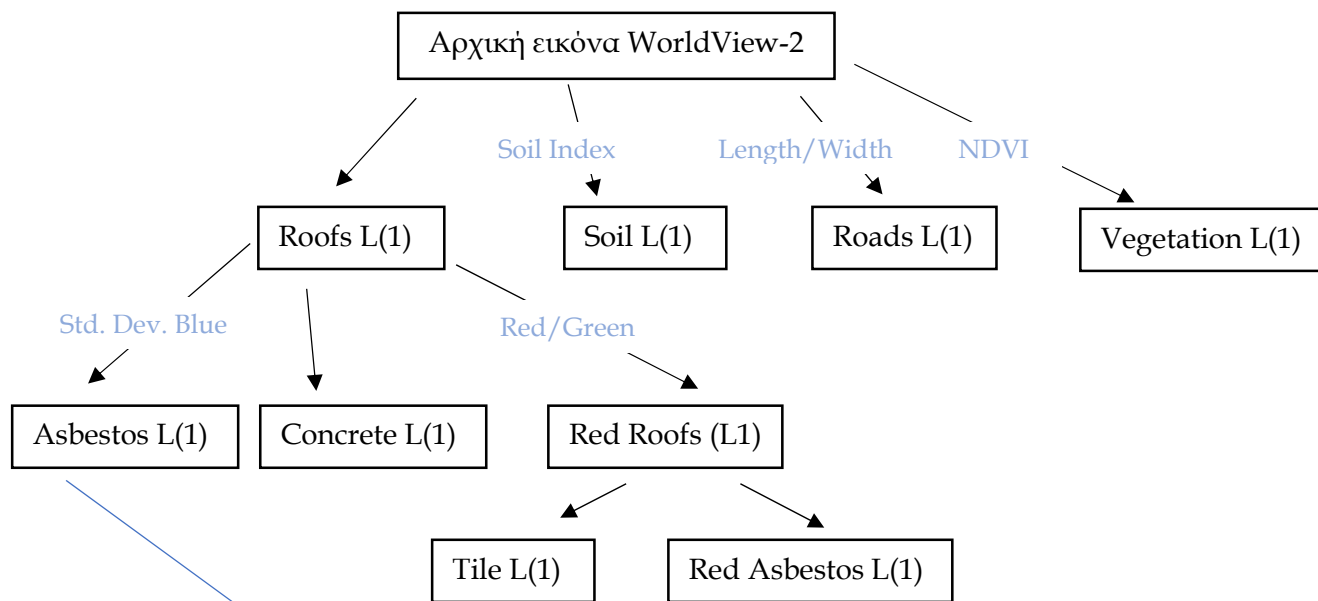 Αρχική εικόνα WorldView-2
Soil Index
Length/Width
NDVI
Roofs L(1)
Soil L(1)
Roads L(1)
Vegetation L(1)
Std. Dev. Blue
Red/Green
Asbestos L(1)
Concrete L(1)
Red Roofs (L1)
Tile L(1)
Red Asbestos L(1)